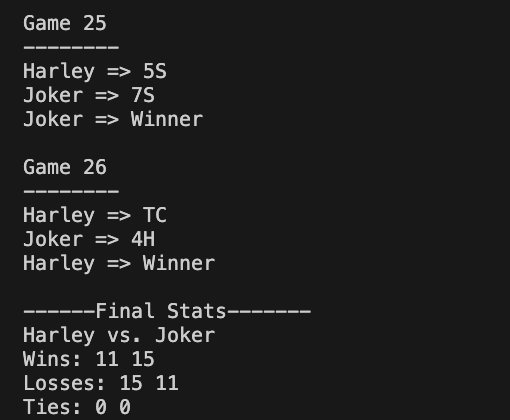 Game 25
--------
Harley => 5S
Joker => 7S
Joker => Winner
Game 26
--------
Harley => TC
Joker => 4H
Harley => Winner
------Final Stats-------
Harley vs. Joker
Wins: 11 15
Losses: 15 11
Ties: 0 0